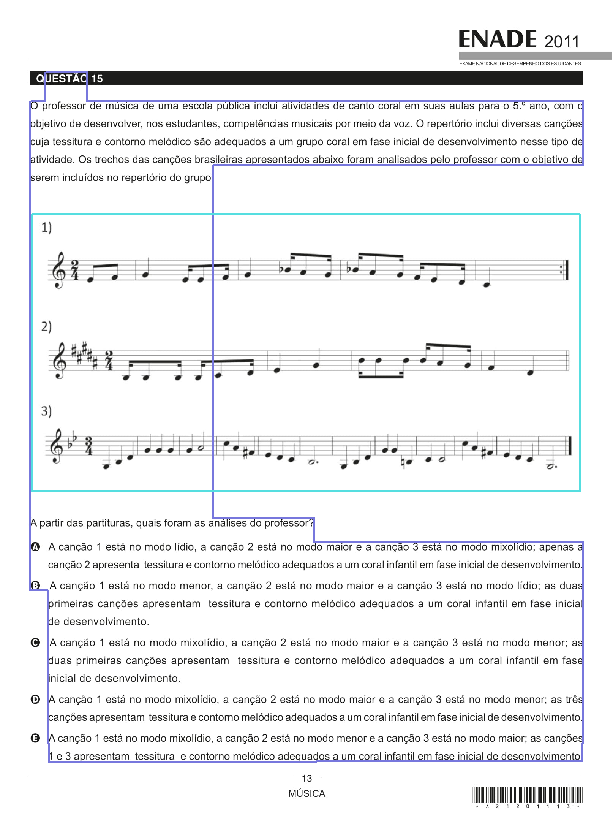 ENADE 2011
EXAME NACIONAL DE DESEMPENHO DOS ESTUDANTES
QUESTÃO 15
O professor de música de uma escola pública inclui atividades de canto coral em suas aulas para o 5.º ano, com o
objetivo de desenvolver, nos estudantes, competências musicais por meio da voz. O repertório inclui diversas canções
cuja tessitura e contorno melódico são adequados a um grupo coral em fase inicial de desenvolvimento nesse tipo de
atividade. Os trechos das canções brasileiras apresentados abaixo foram analisados pelo professor com o objetivo de
serem incluídos no repertório do grupo.
1)
2)
3)
A partir das partituras, quais foram as análises do professor?
A A canção 1 está no modo lídio, a canção 2 está no modo maior e a canção 3 está no modo mixolídio; apenas a
canção 2 apresenta tessitura e contorno melódico adequados a um coral infantil em fase inicial de desenvolvimento.
B A canção 1 está no modo menor, a canção 2 está no modo maior e a canção 3 está no modo lídio; as duas
primeiras canções apresentam tessitura e contorno melódico adequados a um coral infantil em fase inicial
de desenvolvimento.
C A canção 1 está no modo mixolídio, a canção 2 está no modo maior e a canção 3 está no modo menor; as
duas primeiras canções apresentam tessitura e contorno melódico adequados a um coral infantil em fase
inicial de desenvolvimento.
D A canção 1 está no modo mixolídio, a canção 2 está no modo maior e a canção 3 está no modo menor; as três
canções apresentam tessitura e contorno melódico adequados a um coral infantil em fase inicial de desenvolvimento.
E A canção 1 está no modo mixolídio, a canção 2 está no modo menor e a canção 3 está no modo maior; as canções
1 e 3 apresentam tessitura e contorno melódico adequados a um coral infantil em fase inicial de desenvolvimento.
13
MÚSICA